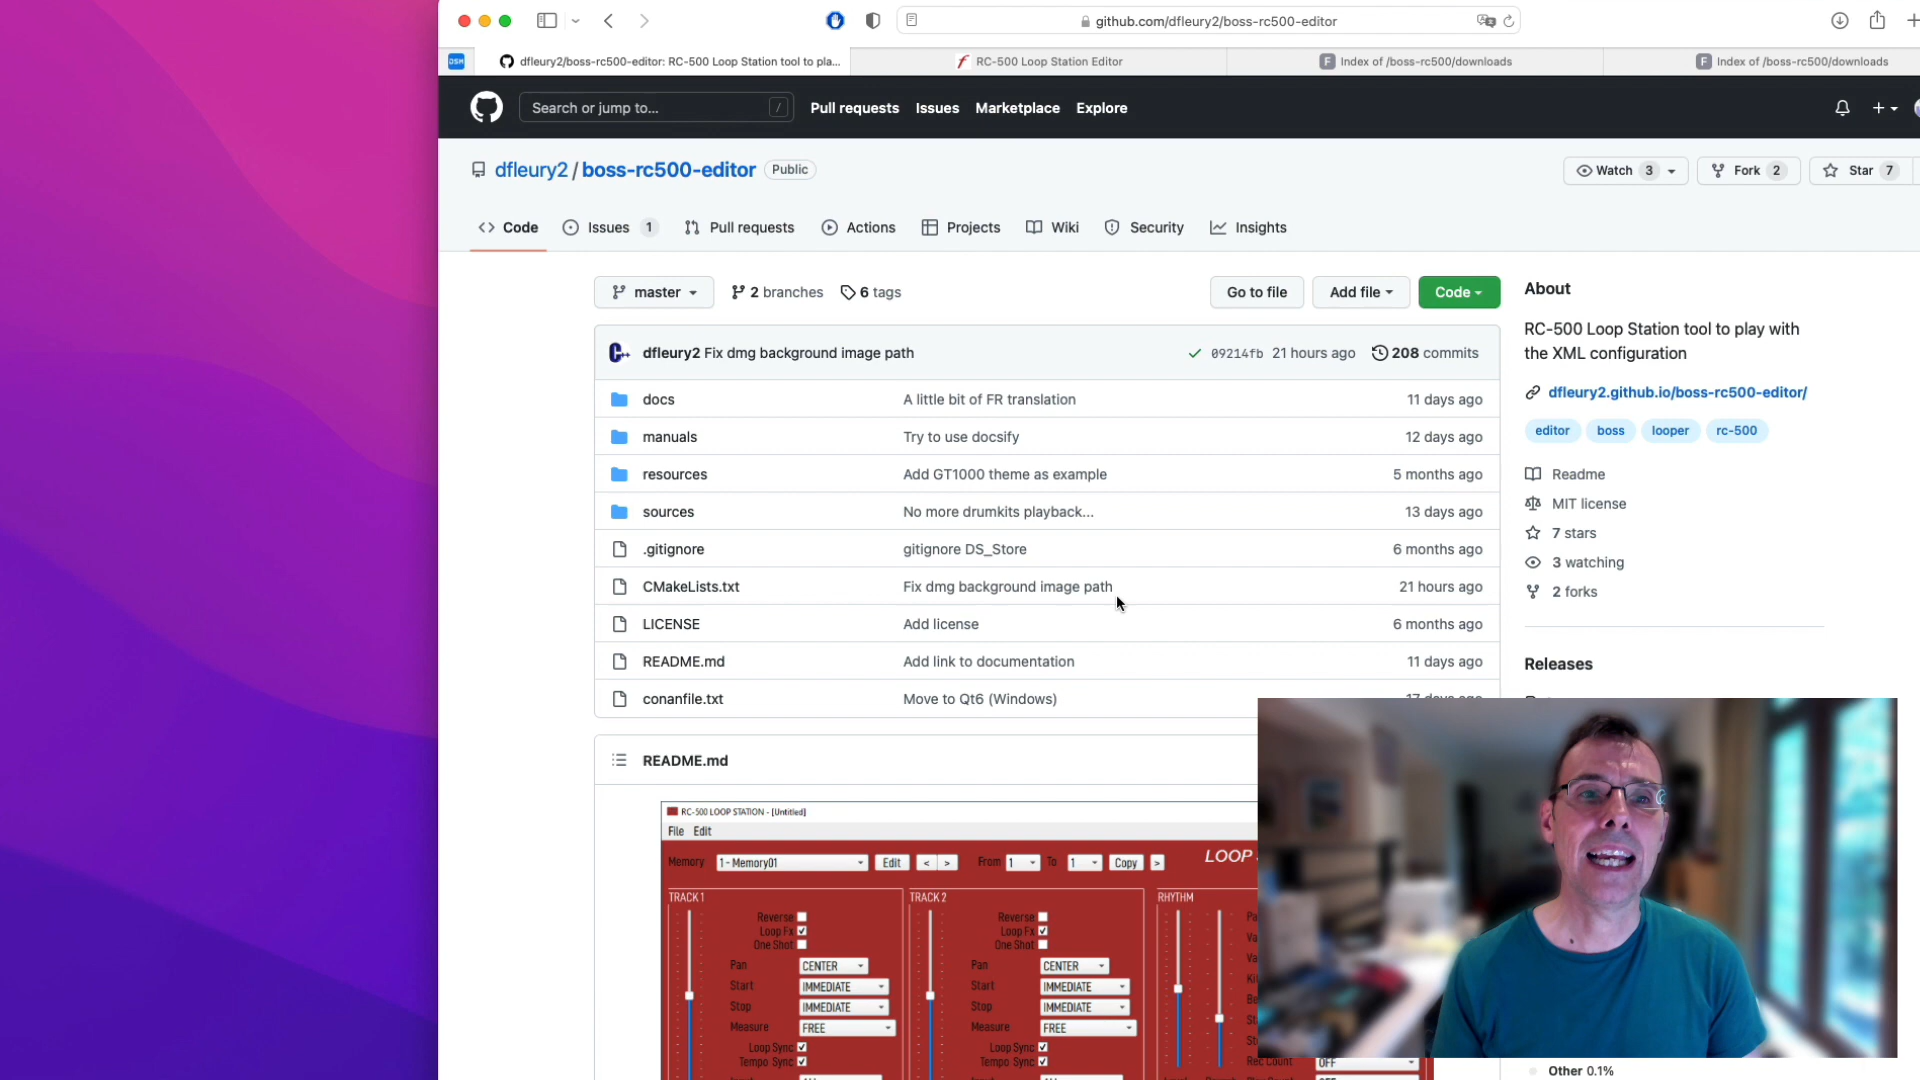 github.com/dfleury2/boss-rc500-editor
DSM
dfleury2/boss-rc500-editor: RC-500 Loop Station tool to pla...
RC-500 Loop Station Editor
F Index of /boss-rc500/downloads
F Index of /boss-rc500/downloads
Search or jump to... /
Pull requests Issues Marketplace Explore
dfleury2 / boss-rc500-editor Public
Watch 3
Fork 2
Star 7
Code
Issues 1
Pull requests
Actions
Projects
Wiki
Security
Insights
master
2 branches
6 tags
Go to file
Add file
Code
About
RC-500 Loop Station tool to play with
the XML configuration
dfleury2.github.io/boss-rc500-editor/
editor boss looper rc-500
Readme
MIT license
7 stars
3 watching
2 forks
Releases
C++ dfleury2 Fix dmg background image path 09214fb 21 hours ago 208 commits
docs A little bit of FR translation 11 days ago
manuals Try to use docsify 12 days ago
resources Add GT1000 theme as example 5 months ago
sources No more drumkits playback... 13 days ago
.gitignore gitignore DS_Store 6 months ago
CMakeLists.txt Fix dmg background image path 21 hours ago
LICENSE Add license 6 months ago
README.md Add link to documentation 11 days ago
conanfile.txt Move to Qt6 (Windows) 17 days ago
README.md
RC-500 LOOP STATION - [Untitled]
File Edit
Memory 1 - Memory01 Edit < > From 1 To 1 Copy > LOOP
TRACK 1 TRACK 2 RHYTHM
Reverse Reverse
Loop Fx Loop Fx
One Shot One Shot
Pan CENTER Pan CENTER
Start IMMEDIATE Start IMMEDIATE
Stop IMMEDIATE Stop IMMEDIATE
Measure FREE Measure FREE
Loop Sync Loop Sync
Tempo Sync Tempo Sync
Rec Count OFF
Other 0.1%